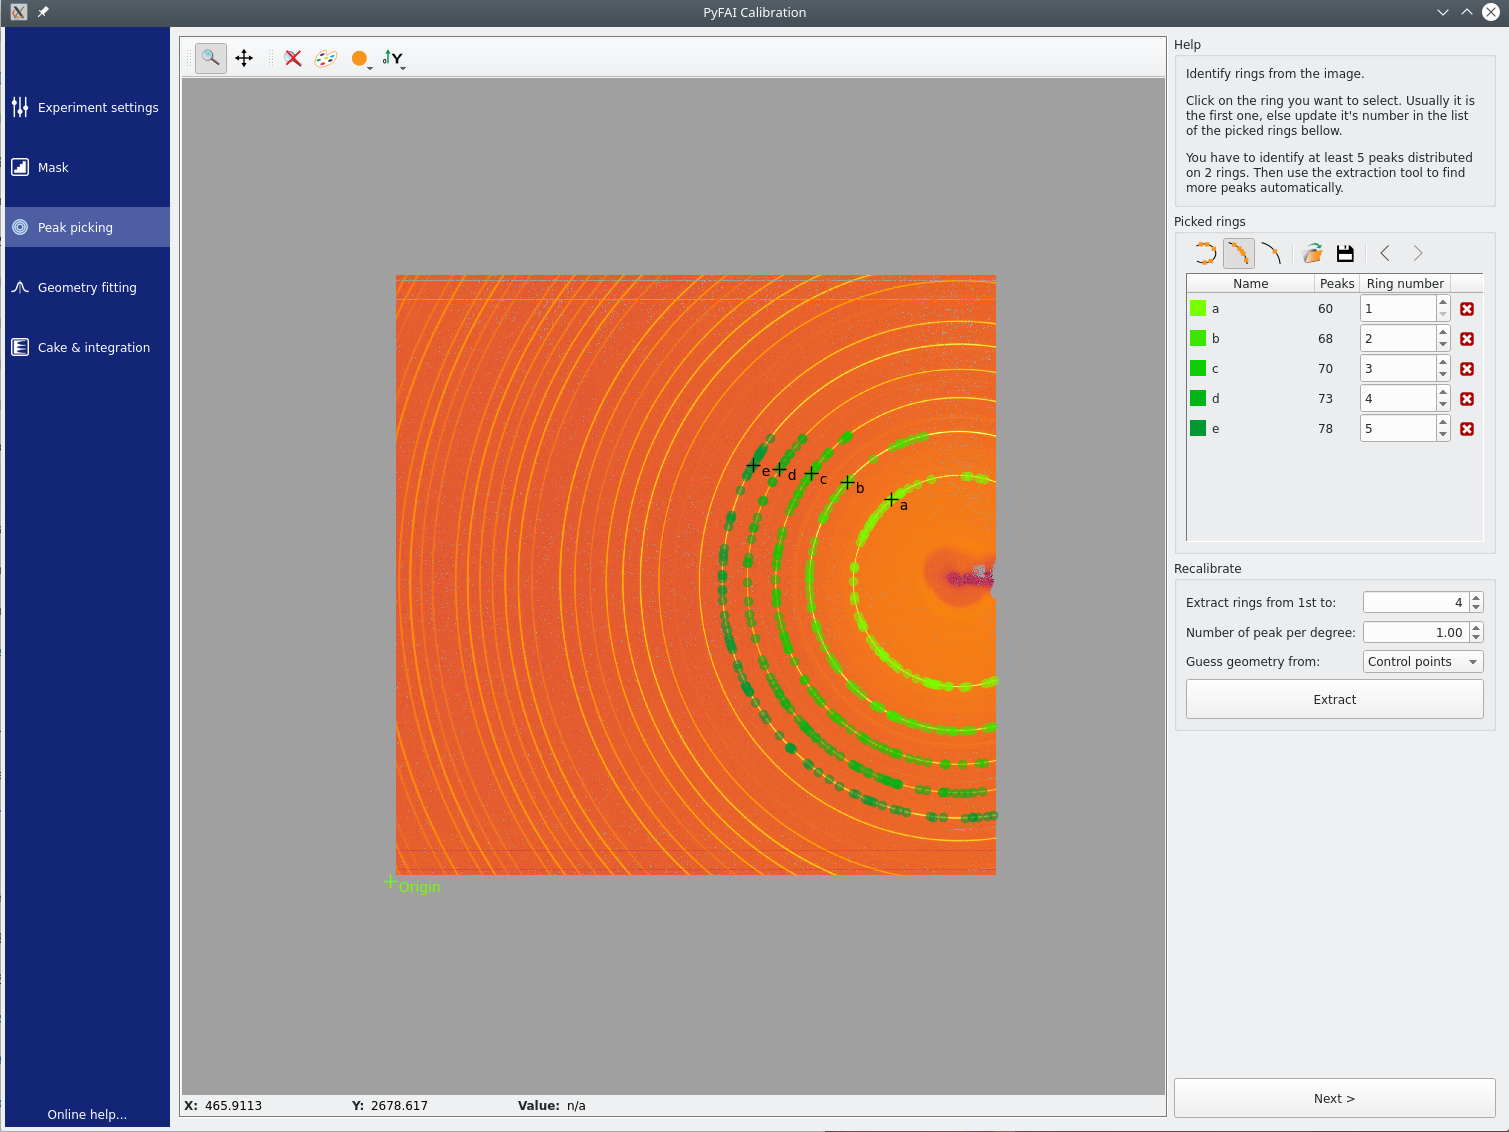 PyFAI Calibration
Experiment settings
Mask
Peak picking
Geometry fitting
Cake & integration
Online help...
Y
e
d
c
b
a
Origin
X: 465.9113 Y: 2678.617 Value: n/a
Help
Identify rings from the image.
Click on the ring you want to select. Usually it is
the first one, else update it's number in the list
of the picked rings bellow.
You have to identify at least 5 peaks distributed
on 2 rings. Then use the extraction tool to find
more peaks automatically.
Picked rings
Name Peaks Ring number
a 60 1
b 68 2
c 70 3
d 73 4
e 78 5
Recalibrate
Extract rings from 1st to: 4
Number of peak per degree: 1.00
Guess geometry from: Control points
Extract
Next >